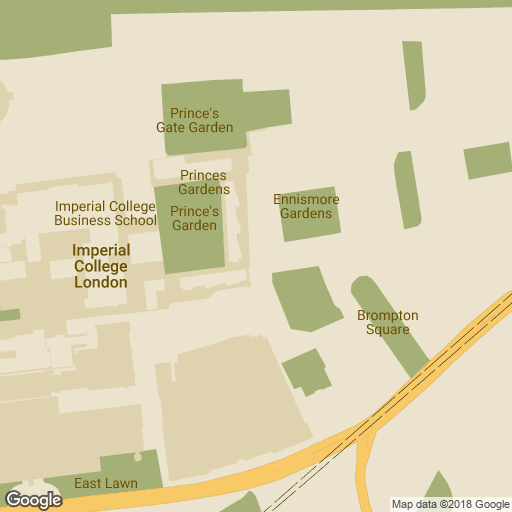 Prince's
Gate Garden
Princes
Gardens
Imperial College
Business School
Prince's
Garden
Ennismore
Gardens
Imperial
College
London
Brompton
Square
East Lawn
Google
Map data ©2018 Google